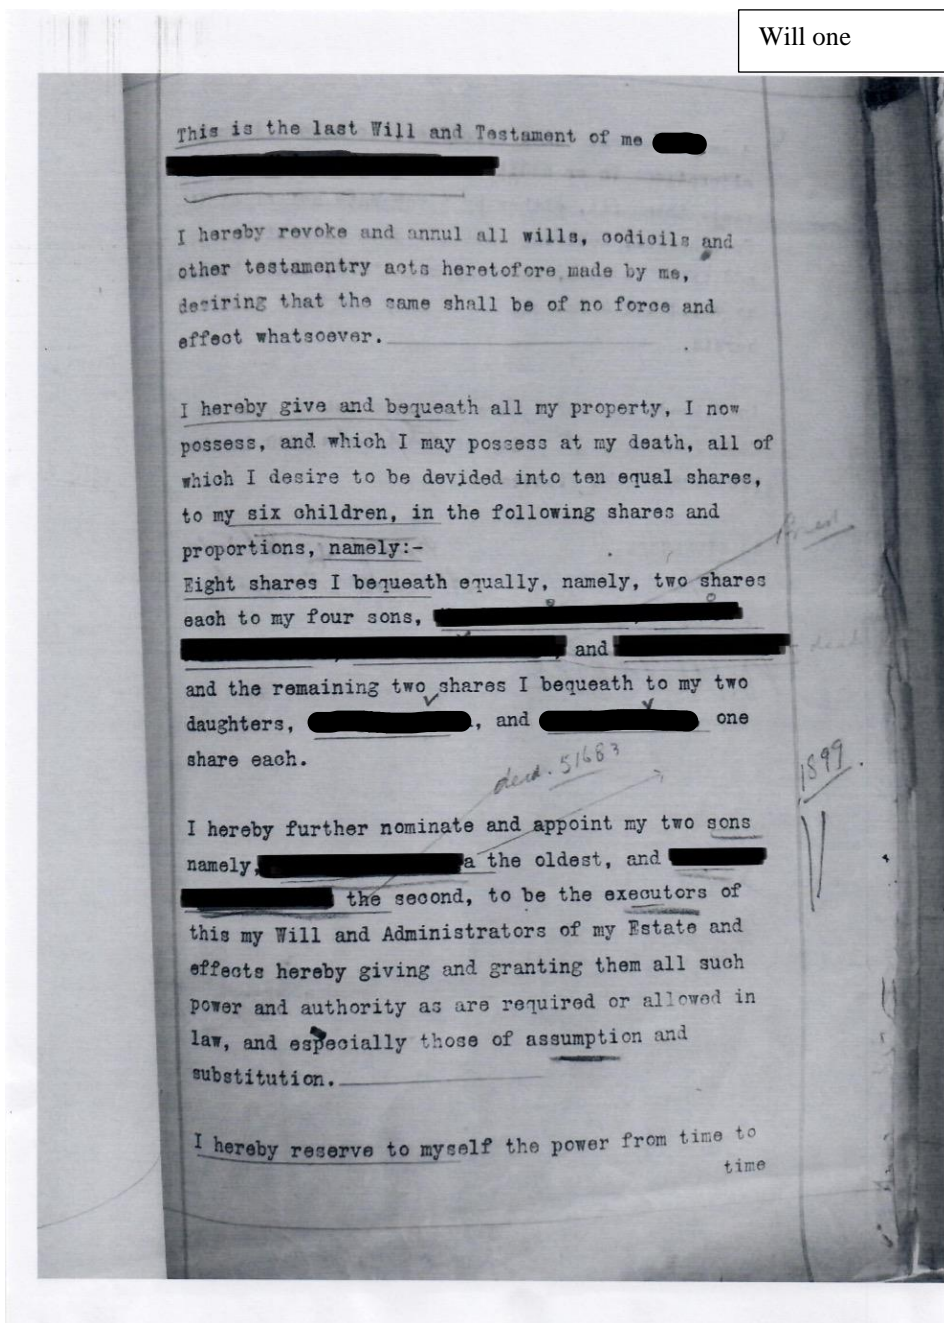 Will one
This is the last Will and Testament of me
I hereby revoke and annul all wills, codicils and
other testamentry acts heretofore made by me,
desiring that the same shall be of no force and
effect whatsoever.
I hereby give and bequeath all my property, I now
possess, and which I may possess at my death, all of
which I desire to be devided into ten equal shares,
to my six children, in the following shares and
proportions, namely:-
Eight shares I bequeath equally, namely, two shares
each to my four sons,
and
dead
and the remaining two shares I bequeath to my two
daughters, , and one
share each.
dead. 51683
1899.
I hereby further nominate and appoint my two sons
namely, a the oldest, and
the second, to be the executors of
this my Will and Administrators of my Estate and
effects hereby giving and granting them all such
power and authority as are required or allowed in
law, and especially those of assumption and
substitution.
I hereby reserve to myself the power from time to
time